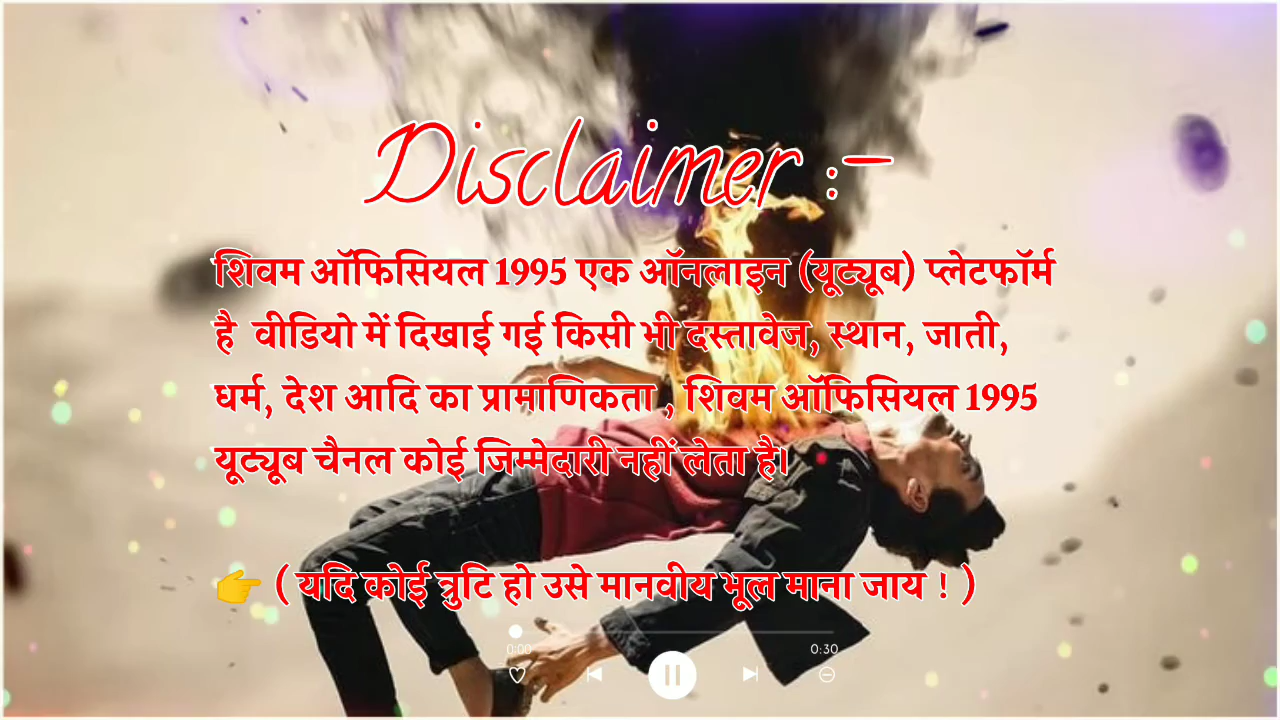 Disclaimer :-
शिवम ऑफिसियल 1995 एक ऑनलाइन (यूट्यूब) प्लेटफॉर्म
है वीडियो में दिखाई गई किसी भी दस्तावेज, स्थान, जाती,
धर्म, देश आदि का प्रामाणिकता , शिवम ऑफिसियल 1995
यूट्यूब चैनल कोई जिम्मेदारी नहीं लेता है।
👉 ( यदि कोई त्रुटि हो उसे मानवीय भूल माना जाय ! )
0:00 0:30